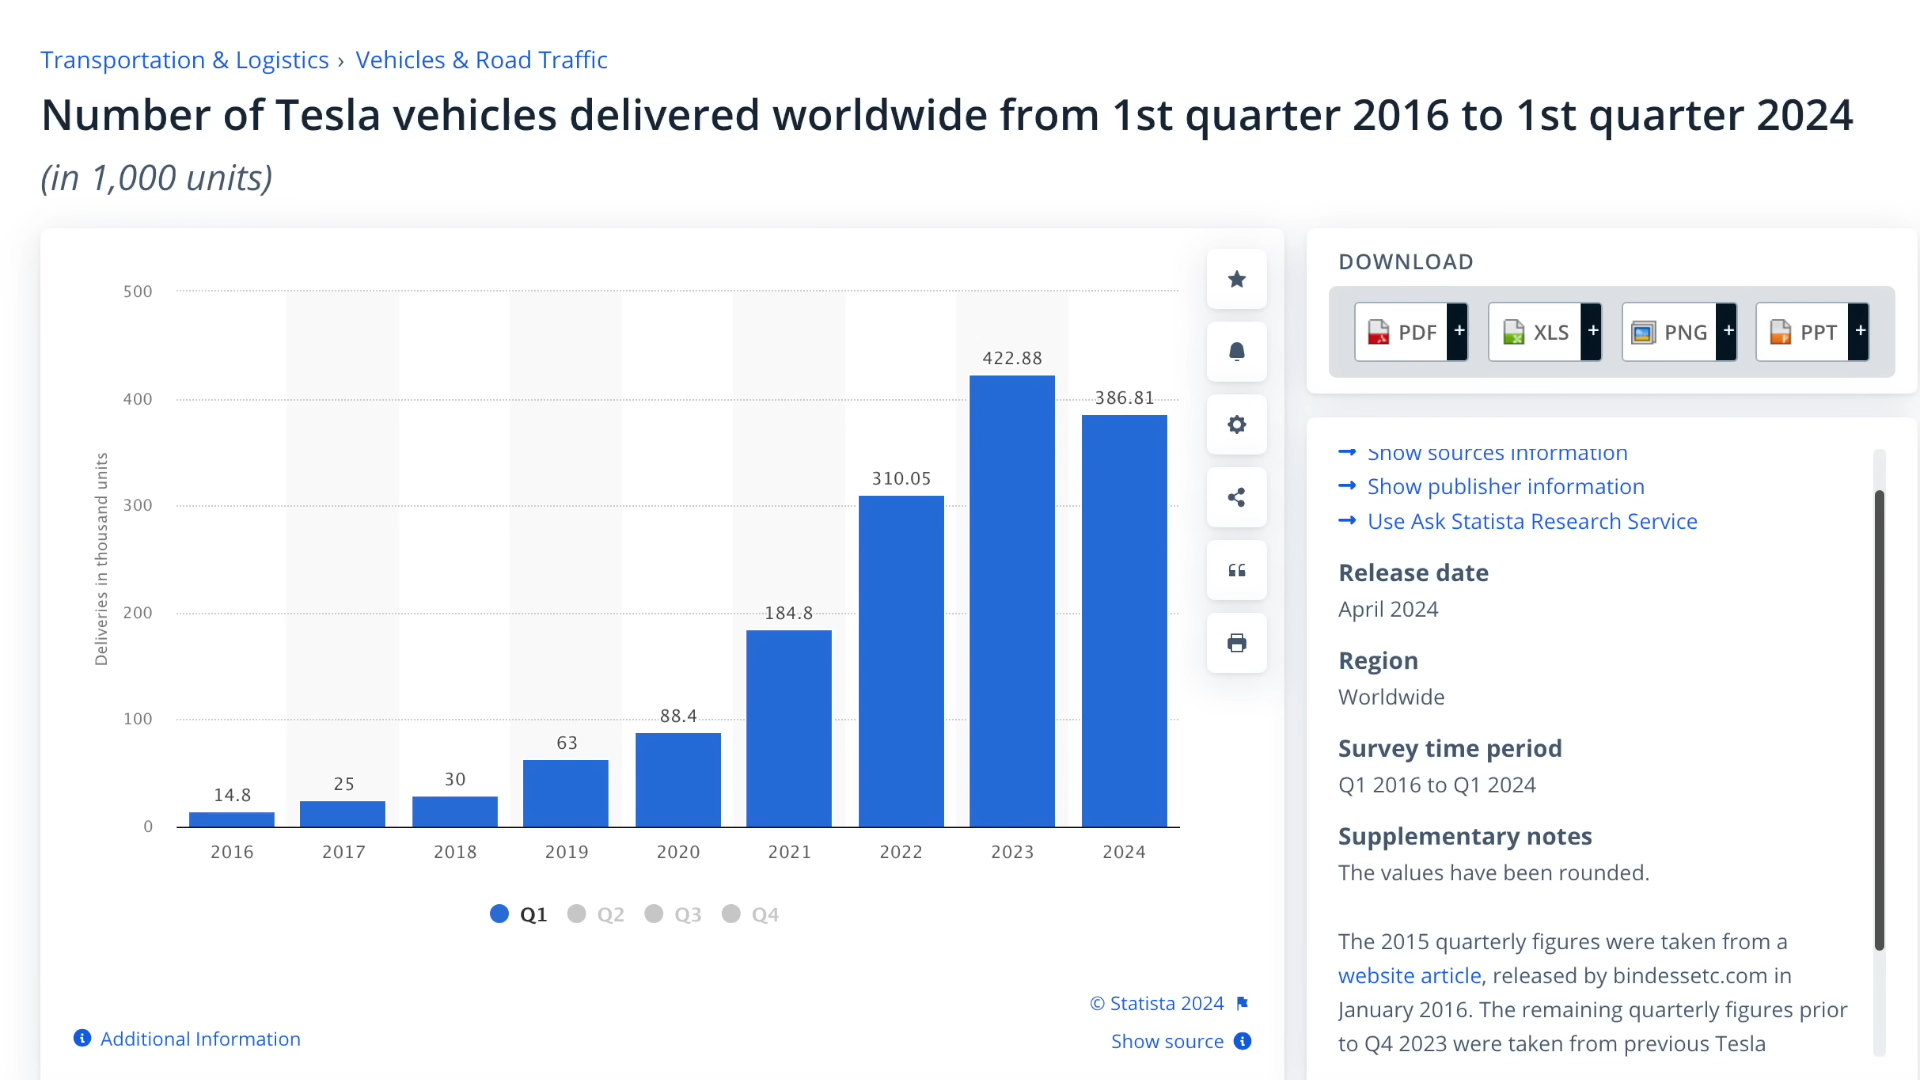 Transportation & Logistics › Vehicles & Road Traffic
Number of Tesla vehicles delivered worldwide from 1st quarter 2016 to 1st quarter 2024
(in 1,000 units)
500
400
300
200
100
0
Deliveries in thousand units
14.8
25
30
63
88.4
184.8
310.05
422.88
386.81
2016 2017 2018 2019 2020 2021 2022 2023 2024
Q1 Q2 Q3 Q4
© Statista 2024
Additional Information
Show source
DOWNLOAD
PDF + XLS + PNG + PPT +
Show sources information
Show publisher information
Use Ask Statista Research Service
Release date
April 2024
Region
Worldwide
Survey time period
Q1 2016 to Q1 2024
Supplementary notes
The values have been rounded.
The 2015 quarterly figures were taken from a
website article, released by bindessetc.com in
January 2016. The remaining quarterly figures prior
to Q4 2023 were taken from previous Tesla